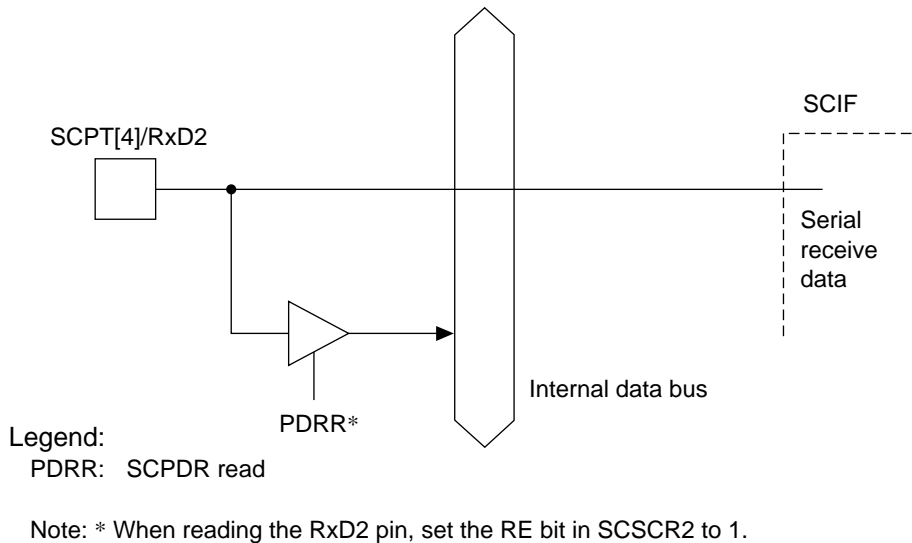 SCIF
SCPT[4]/RxD2
Serial
receive
data
Internal data bus
PDRR*
Legend:
PDRR: SCPDR read
Note: * When reading the RxD2 pin, set the RE bit in SCSCR2 to 1.